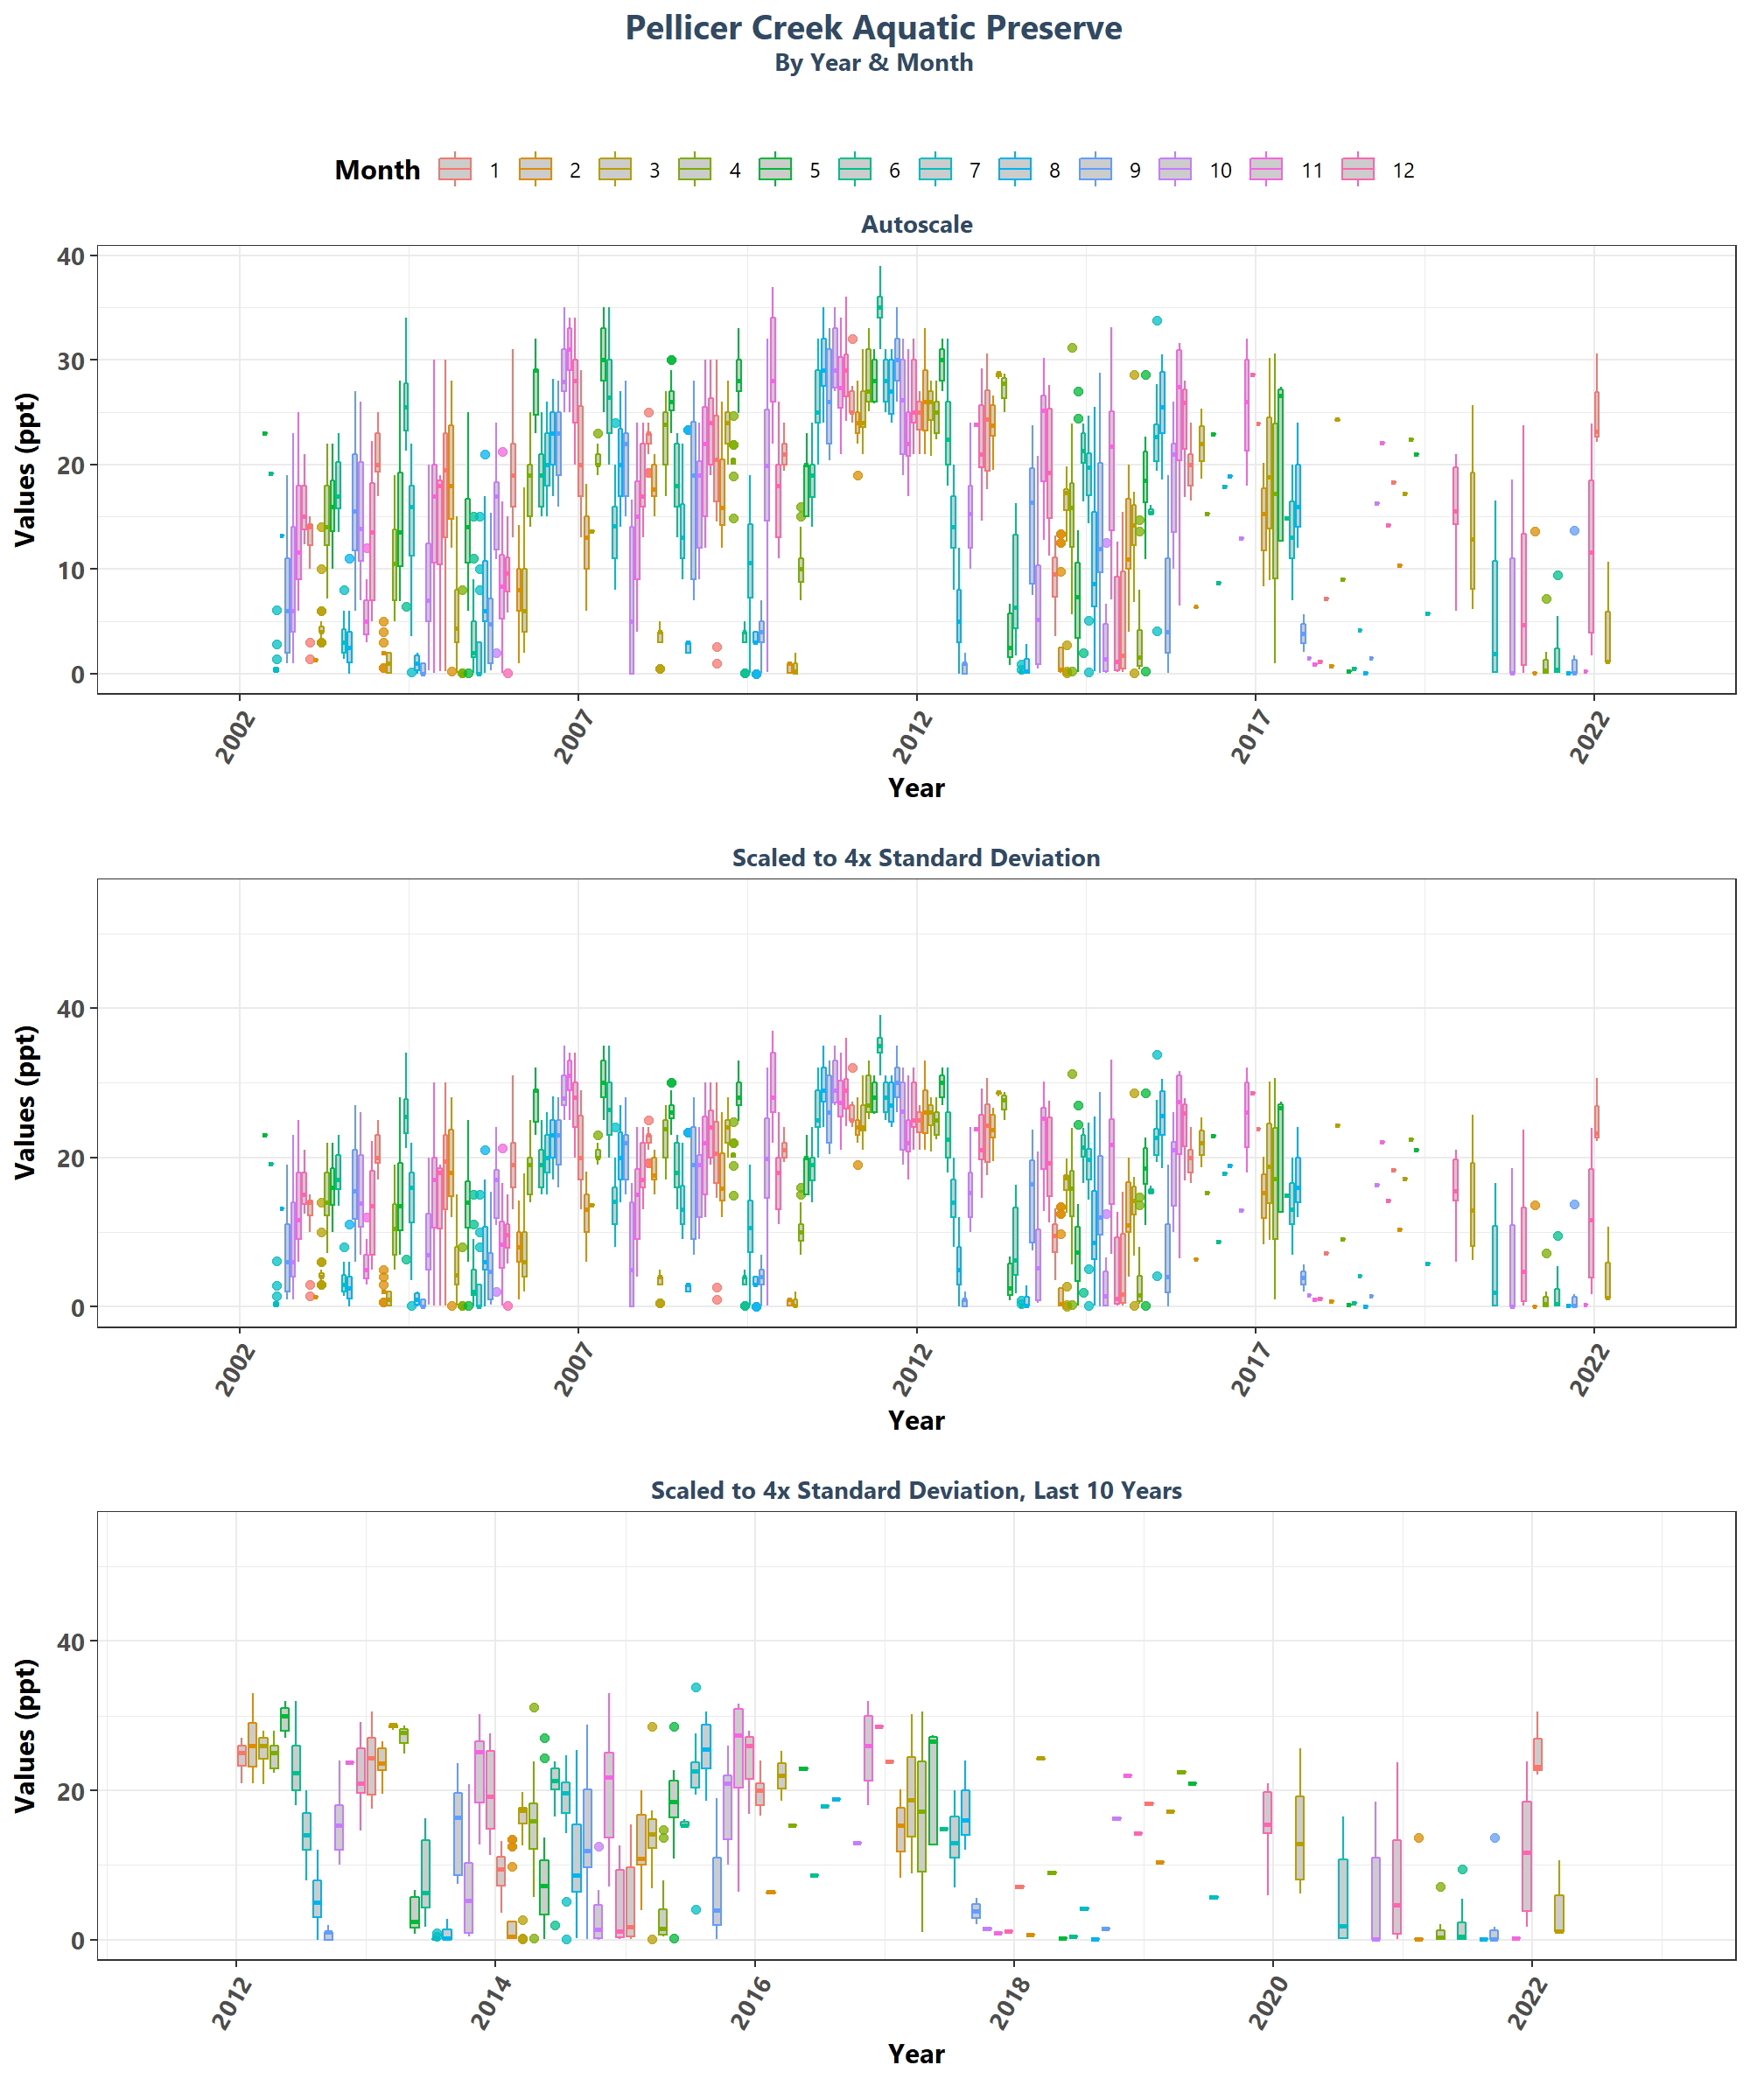 Pellicer Creek Aquatic Preserve
By Year & Month
Month 1 2 3 4 5 6 7 8 9 10 11 12
Autoscale
Values (ppt)
40
30
20
10
0
2002 2007 2012 2017 2022
Year
Scaled to 4x Standard Deviation
Values (ppt)
40
20
0
2002 2007 2012 2017 2022
Year
Scaled to 4x Standard Deviation, Last 10 Years
Values (ppt)
40
20
0
2012 2014 2016 2018 2020 2022
Year